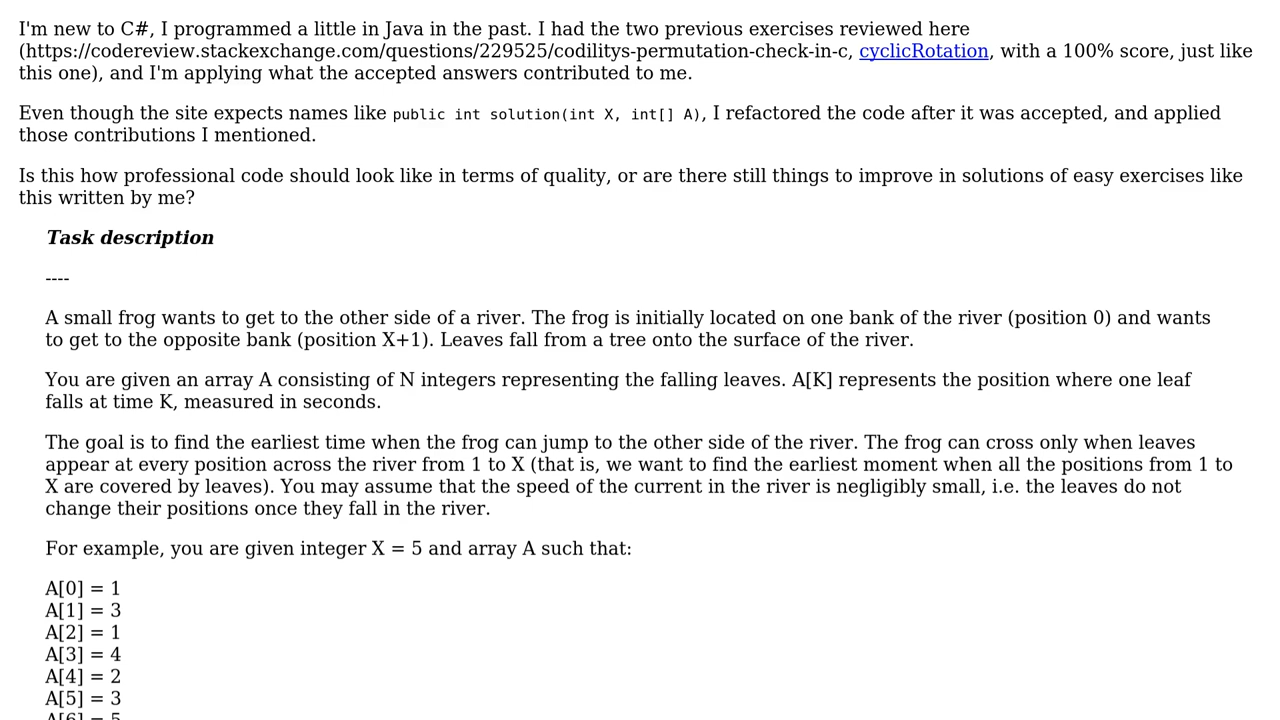 I'm new to C#, I programmed a little in Java in the past. I had the two previous exercises reviewed here
(https://codereview.stackexchange.com/questions/229525/codilitys-permutation-check-in-c, cyclicRotation, with a 100% score, just like
this one), and I'm applying what the accepted answers contributed to me.
Even though the site expects names like public int solution(int X, int[] A), I refactored the code after it was accepted, and applied
those contributions I mentioned.
Is this how professional code should look like in terms of quality, or are there still things to improve in solutions of easy exercises like
this written by me?
Task description
----
A small frog wants to get to the other side of a river. The frog is initially located on one bank of the river (position 0) and wants
to get to the opposite bank (position X+1). Leaves fall from a tree onto the surface of the river.
You are given an array A consisting of N integers representing the falling leaves. A[K] represents the position where one leaf
falls at time K, measured in seconds.
The goal is to find the earliest time when the frog can jump to the other side of the river. The frog can cross only when leaves
appear at every position across the river from 1 to X (that is, we want to find the earliest moment when all the positions from 1 to
X are covered by leaves). You may assume that the speed of the current in the river is negligibly small, i.e. the leaves do not
change their positions once they fall in the river.
For example, you are given integer X = 5 and array A such that:
A[0] = 1
A[1] = 3
A[2] = 1
A[3] = 4
A[4] = 2
A[5] = 3
A[6] = 5